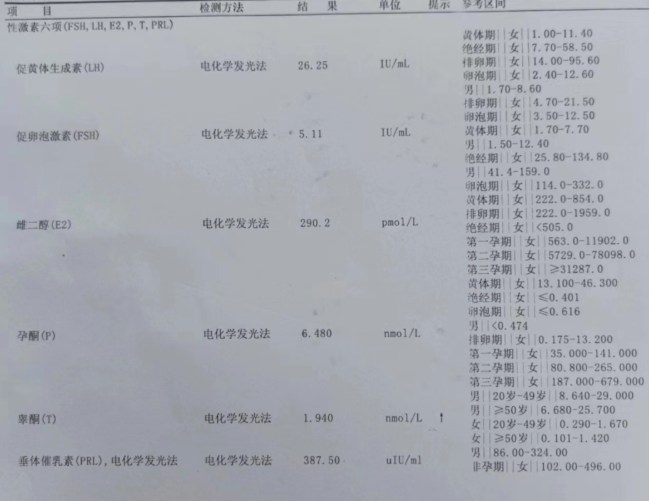 项 目 检测方法 结 果 单位 提示 参考区间
性激素六项(FSH, LH, E2, P, T, PRL)
黄体期||女||1.00-11.40
绝经期||女||7.70-58.50
促黄体生成素(LH) 电化学发光法 26.25 IU/mL 排卵期||女||14.00-95.60
卵泡期||女||2.40-12.60
男||1.70-8.60
排卵期||女||4.70-21.50
卵泡期||女||3.50-12.50
促卵泡激素(FSH) 电化学发光法 5.11 IU/mL 黄体期||女||1.70-7.70
男||1.50-12.40
绝经期||女||25.80-134.80
男||41.4-159.0
卵泡期||女||114.0-332.0
黄体期||女||222.0-854.0
雌二醇(E2) 电化学发光法 290.2 pmol/L 排卵期||女||222.0-1959.0
绝经期||女||<505.0
第一孕期||女||563.0-11902.0
第二孕期||女||5729.0-78098.0
第三孕期||女||≥31287.0
黄体期||女||13.100-46.300
绝经期||女||≤0.401
卵泡期||女||≤0.616
孕酮(P) 电化学发光法 6.480 nmol/L 男||<0.474
排卵期||女||0.175-13.200
第一孕期||女||35.000-141.000
第二孕期||女||80.800-265.000
第三孕期||女||187.000-679.000
男||20岁-49岁||8.640-29.000
睾酮(T) 电化学发光法 1.940 nmol/L ↑ 男||≥50岁||6.680-25.700
女||20岁-49岁||0.290-1.670
女||≥50岁||0.101-1.420
垂体催乳素(PRL),电化学发光法 电化学发光法 387.50 uIU/ml 男||86.00-324.00
非孕期||女||102.00-496.00